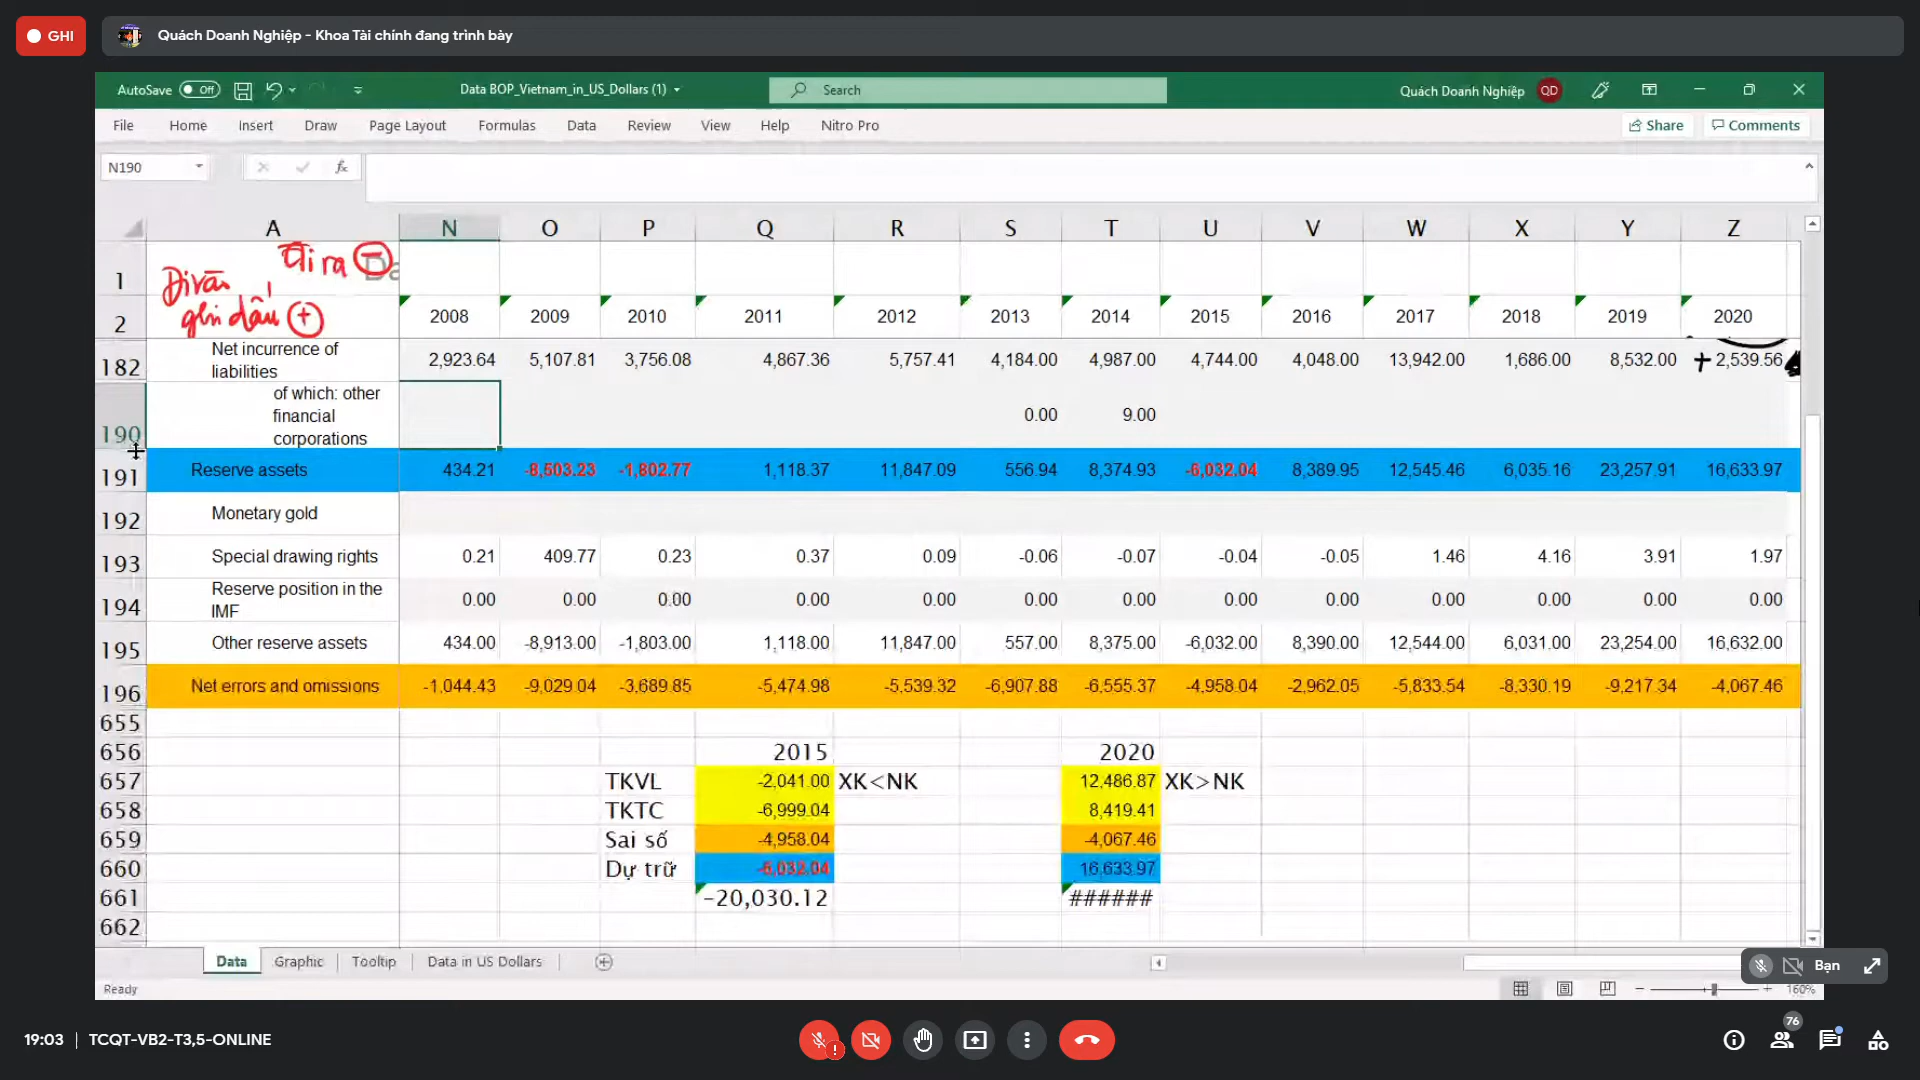 GHI
Quách Doanh Nghiệp - Khoa Tài chính đang trình bày
AutoSave Off Data BOP_Vietnam_in_US_Dollars (1) Search Quách Doanh Nghiệp QD
File Home Insert Draw Page Layout Formulas Data Review View Help Nitro Pro Share Comments
N190 fx
A N O P Q R S T U V W X Y Z
Đi ra -
Đi vào
ghi dấu +
1 Da
2 2008 2009 2010 2011 2012 2013 2014 2015 2016 2017 2018 2019 2020
182 Net incurrence of liabilities 2,923.64 5,107.81 3,756.08 4,867.36 5,757.41 4,184.00 4,987.00 4,744.00 4,048.00 13,942.00 1,686.00 8,532.00 + 2,539.56
190 of which: other financial corporations 0.00 9.00
191 Reserve assets 434.21 -8,503.23 -1,802.77 1,118.37 11,847.09 556.94 8,374.93 -6,032.04 8,389.95 12,545.46 6,035.16 23,257.91 16,633.97
192 Monetary gold
193 Special drawing rights 0.21 409.77 0.23 0.37 0.09 -0.06 -0.07 -0.04 -0.05 1.46 4.16 3.91 1.97
194 Reserve position in the IMF 0.00 0.00 0.00 0.00 0.00 0.00 0.00 0.00 0.00 0.00 0.00 0.00 0.00
195 Other reserve assets 434.00 -8,913.00 -1,803.00 1,118.00 11,847.00 557.00 8,375.00 -6,032.00 8,390.00 12,544.00 6,031.00 23,254.00 16,632.00
196 Net errors and omissions -1,044.43 -9,029.04 -3,689.85 -5,474.98 -5,539.32 -6,907.88 -6,555.37 -4,958.04 -2,962.05 -5,833.54 -8,330.19 -9,217.34 -4,067.46
655
656 2015 2020
657 TKVL -2,041.00 XK<NK 12,486.87 XK>NK
658 TKTC -6,999.04 8,419.41
659 Sai số -4,958.04 -4,067.46
660 Dự trữ -6,032.04 16,633.97
661 -20,030.12 ######
662
Data Graphic Tooltip Data in US Dollars
Bạn
Ready 160%
19:03 | TCQT-VB2-T3,5-ONLINE 76